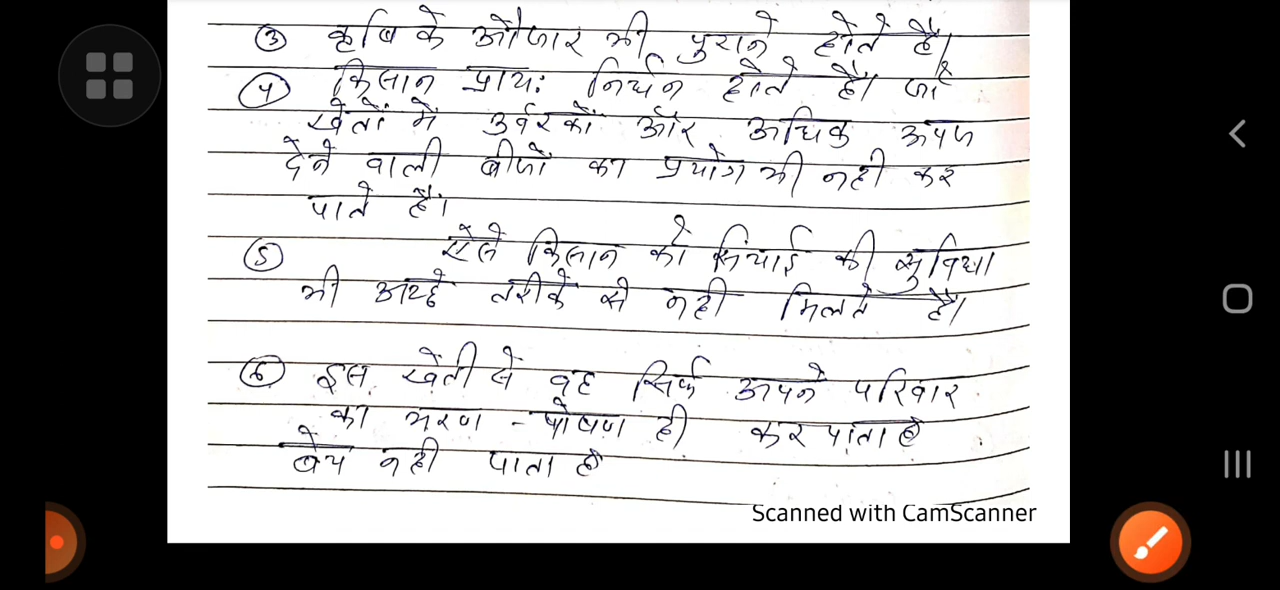 ③ कृषि के औजार भी पुराने होते है।
④ किसान प्रायः निर्धन होते है। जो
खेतों में उर्वरकों और अधिक उपज
देने वाली बीजों का प्रयोग भी नही कर
पाते है।
⑤ ऐसे किसान को सिंचाई की सुविधा
भी अच्छे तरीके से नही मिलते है।
⑥ इस खेती से वह सिर्फ अपने परिवार
का भरण-पोषण ही कर पाता है
बेच नही पाता है
Scanned with CamScanner